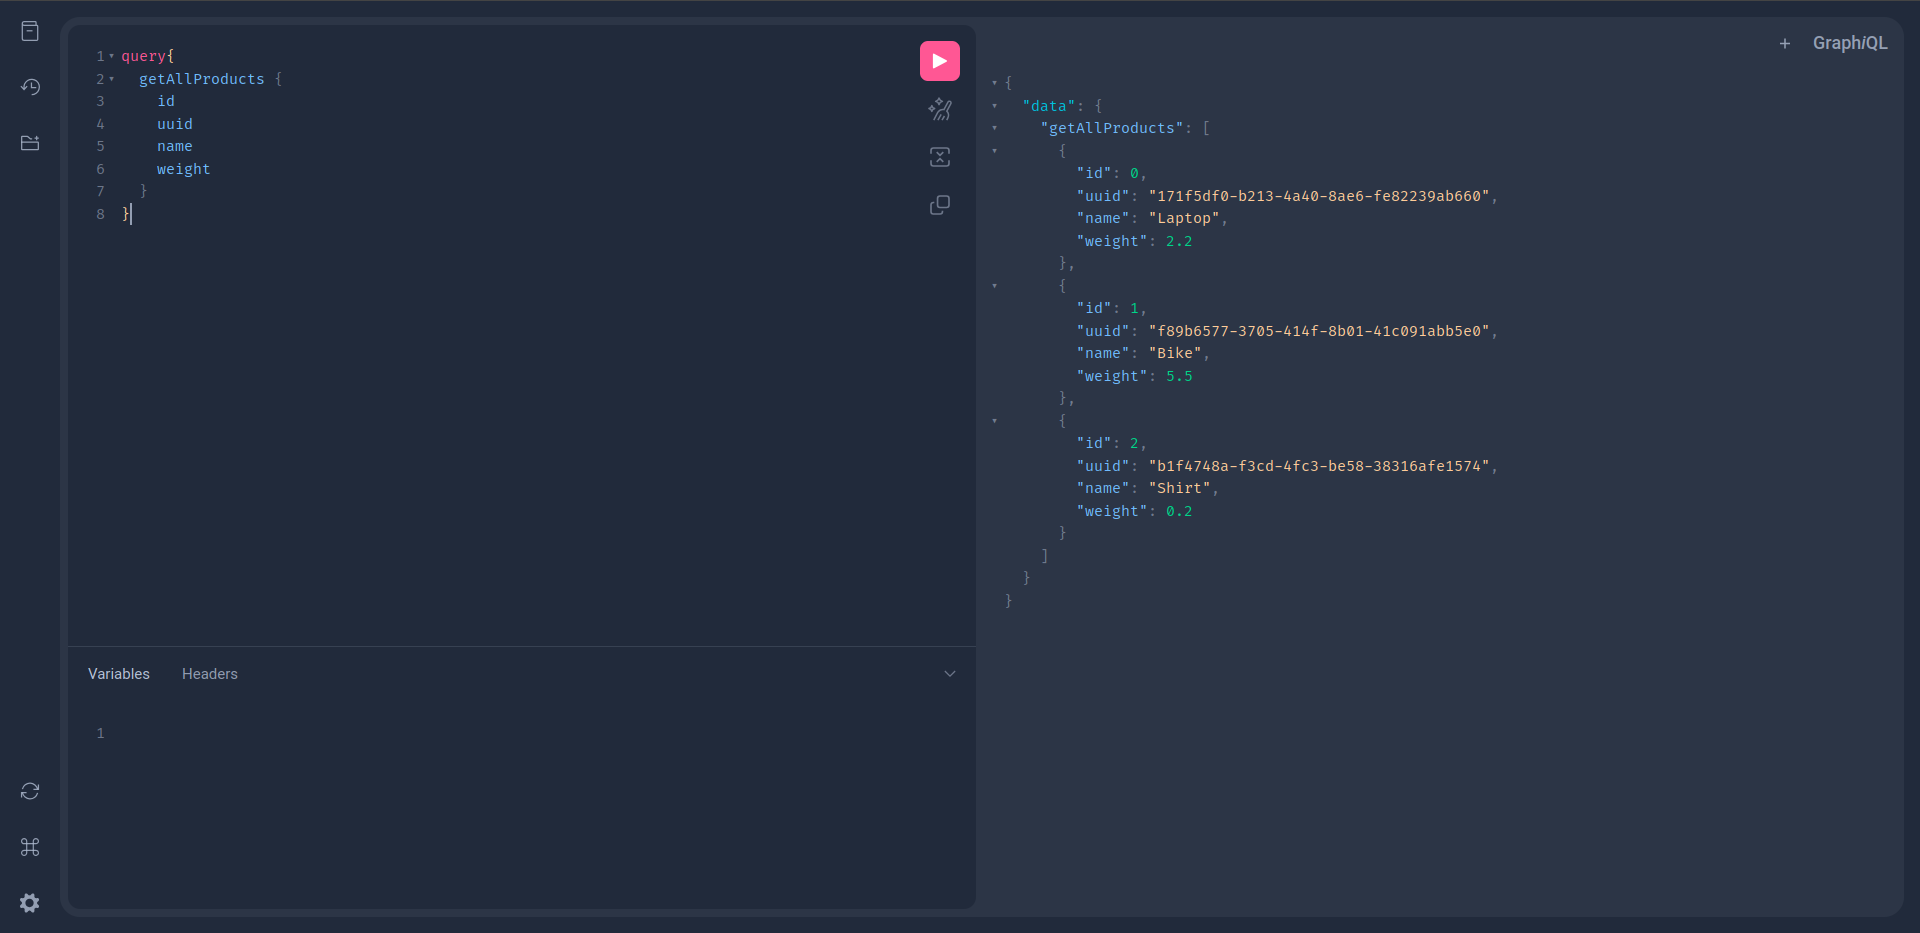 1 query{
2 getAllProducts {
3 id
4 uuid
5 name
6 weight
7 }
8 }
Variables Headers
1
+ GraphiQL
{
"data": {
"getAllProducts": [
{
"id": 0,
"uuid": "171f5df0-b213-4a40-8ae6-fe82239ab660",
"name": "Laptop",
"weight": 2.2
},
{
"id": 1,
"uuid": "f89b6577-3705-414f-8b01-41c091abb5e0",
"name": "Bike",
"weight": 5.5
},
{
"id": 2,
"uuid": "b1f4748a-f3cd-4fc3-be58-38316afe1574",
"name": "Shirt",
"weight": 0.2
}
]
}
}